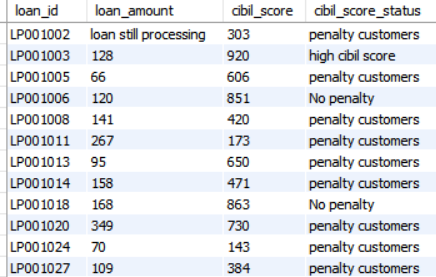 loan_id loan_amount cibil_score cibil_score_status
LP001002 loan still processing 303 penalty customers
LP001003 128 920 high cibil score
LP001005 66 606 penalty customers
LP001006 120 851 No penalty
LP001008 141 420 penalty customers
LP001011 267 173 penalty customers
LP001013 95 650 penalty customers
LP001014 158 471 penalty customers
LP001018 168 863 No penalty
LP001020 349 730 penalty customers
LP001024 70 143 penalty customers
LP001027 109 384 penalty customers